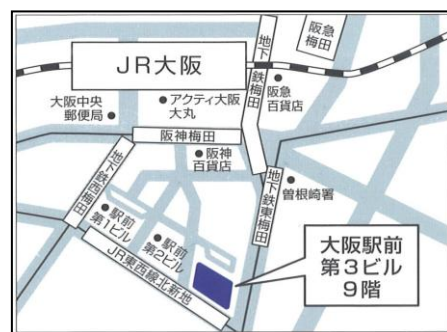 阪急
梅田
地下鉄梅田
JR大阪
大阪中央
郵便局
アクティ大阪
大丸
阪急
百貨店
阪神梅田
阪神
百貨店
地下鉄西梅田
地下鉄東梅田
曽根崎署
駅前
第1ビル
駅前
第2ビル
JR東西線北新地
大阪駅前
第3ビル
9階